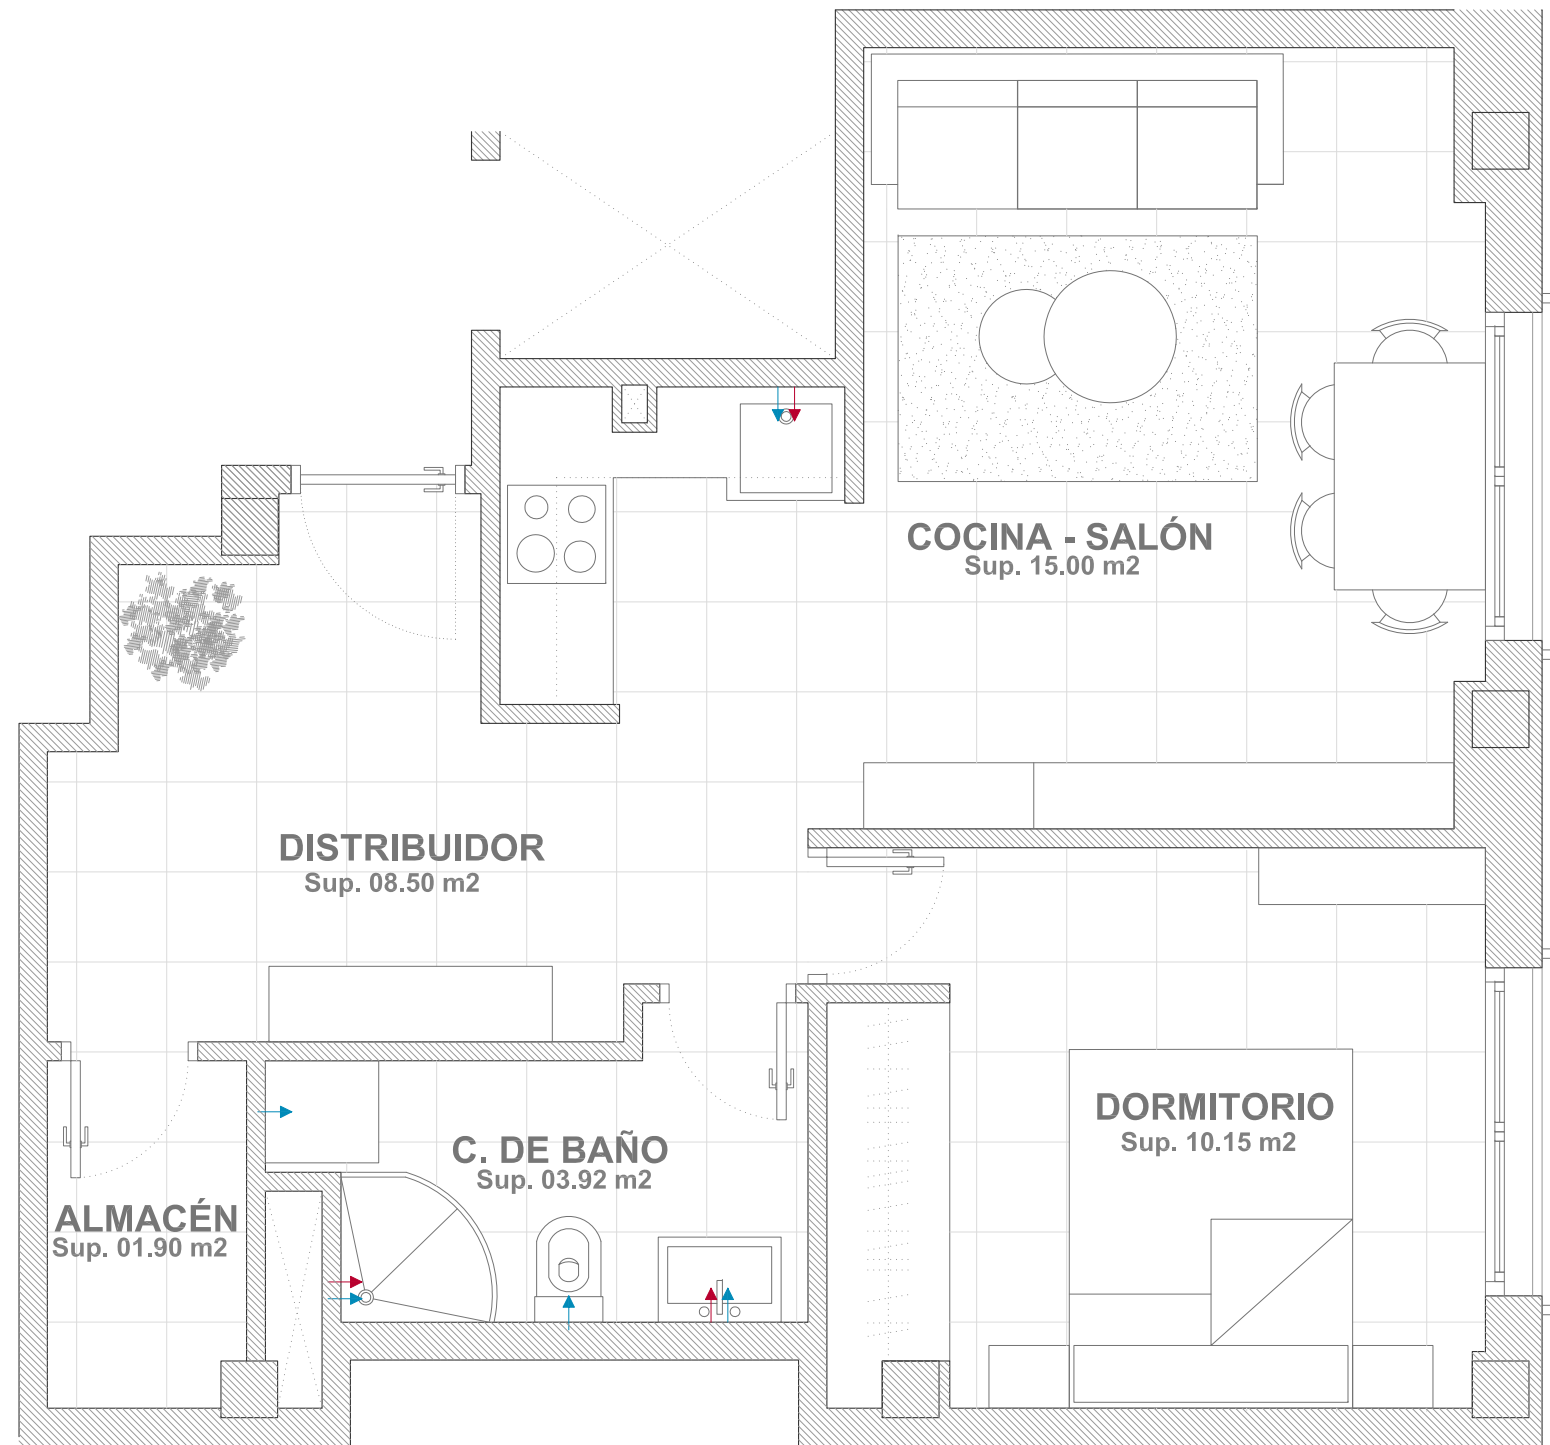 COCINA - SALÓN
Sup. 15.00 m2
DISTRIBUIDOR
Sup. 08.50 m2
DORMITORIO
Sup. 10.15 m2
C. DE BAÑO
Sup. 03.92 m2
ALMACÉN
Sup. 01.90 m2